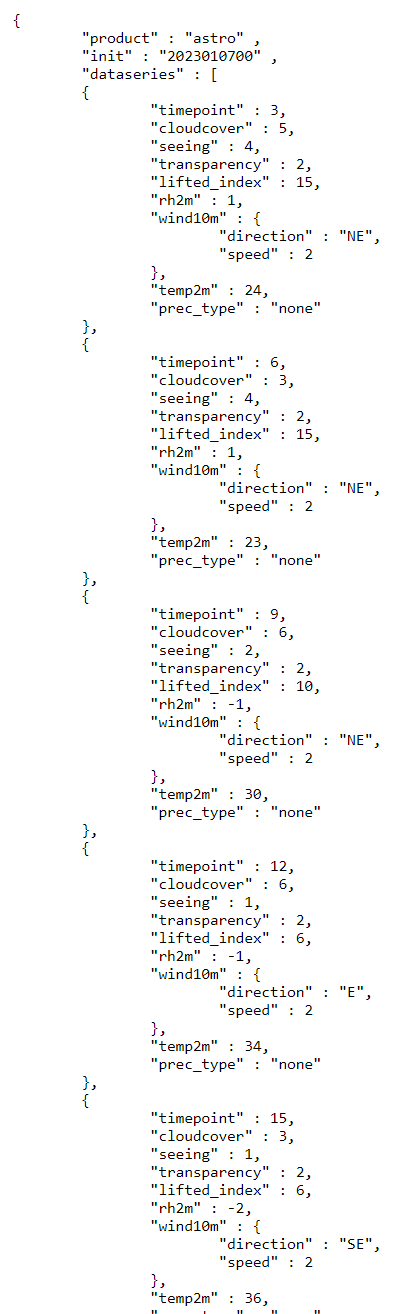 {
"product" : "astro" ,
"init" : "2023010700" ,
"dataseries" : [
{
"timepoint" : 3,
"cloudcover" : 5,
"seeing" : 4,
"transparency" : 2,
"lifted_index" : 15,
"rh2m" : 1,
"wind10m" : {
"direction" : "NE",
"speed" : 2
},
"temp2m" : 24,
"prec_type" : "none"
},
{
"timepoint" : 6,
"cloudcover" : 3,
"seeing" : 4,
"transparency" : 2,
"lifted_index" : 15,
"rh2m" : 1,
"wind10m" : {
"direction" : "NE",
"speed" : 2
},
"temp2m" : 23,
"prec_type" : "none"
},
{
"timepoint" : 9,
"cloudcover" : 6,
"seeing" : 2,
"transparency" : 2,
"lifted_index" : 10,
"rh2m" : -1,
"wind10m" : {
"direction" : "NE",
"speed" : 2
},
"temp2m" : 30,
"prec_type" : "none"
},
{
"timepoint" : 12,
"cloudcover" : 6,
"seeing" : 1,
"transparency" : 2,
"lifted_index" : 6,
"rh2m" : -1,
"wind10m" : {
"direction" : "E",
"speed" : 2
},
"temp2m" : 34,
"prec_type" : "none"
},
{
"timepoint" : 15,
"cloudcover" : 3,
"seeing" : 1,
"transparency" : 2,
"lifted_index" : 6,
"rh2m" : -2,
"wind10m" : {
"direction" : "SE",
"speed" : 2
},
"temp2m" : 36,